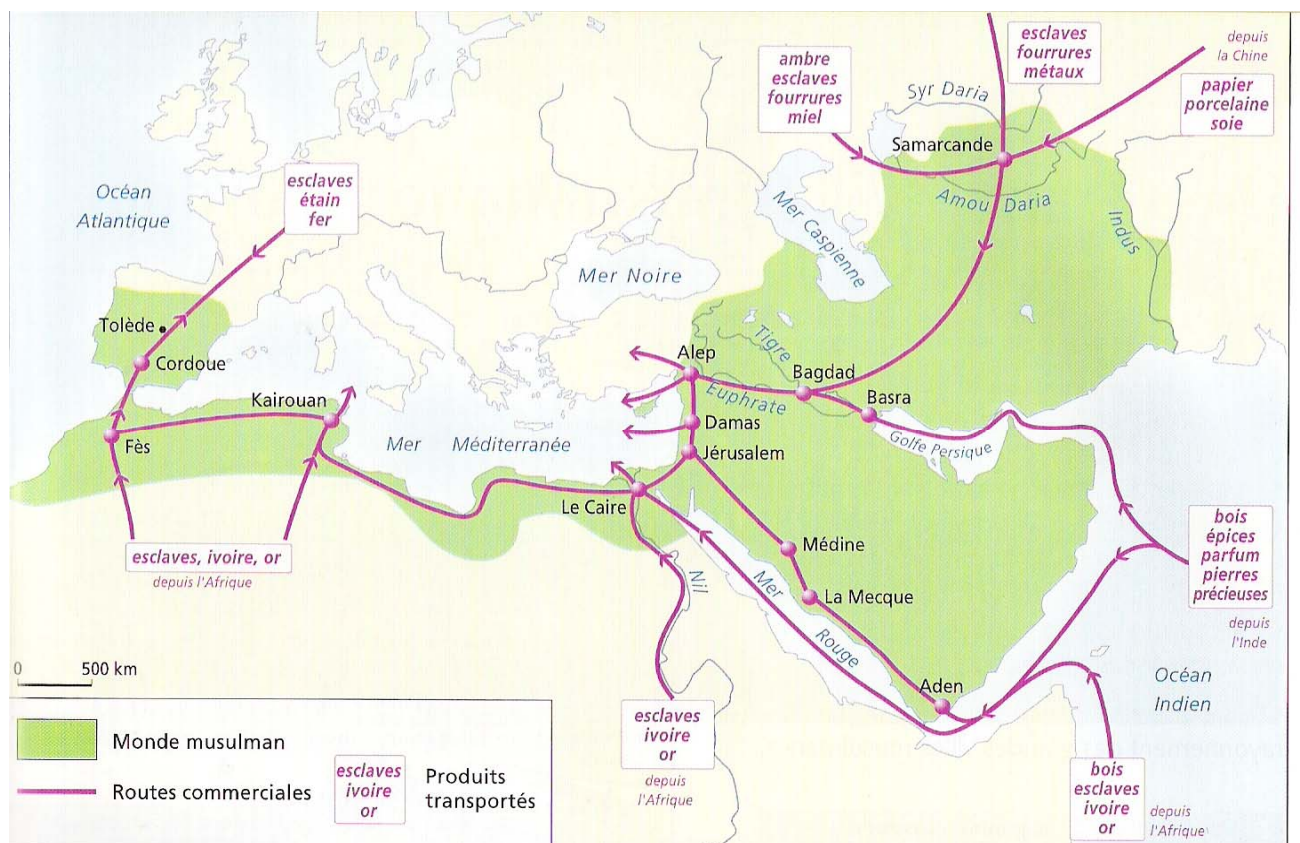 esclaves
fourrures
métaux
depuis
la Chine
ambre
esclaves
fourrures
miel
papier
porcelaine
soie
Syr Daria
Samarcande
Amou Daria
Indus
Mer Caspienne
Océan
Atlantique
esclaves
étain
fer
Mer Noire
Tolède
Cordoue
Kairouan
Fès
Mer Méditerranée
Alep
Tigre
Bagdad
Euphrate
Basra
Damas
Golfe Persique
Jérusalem
Le Caire
Médine
La Mecque
Mer
Rouge
Nil
Aden
esclaves, ivoire, or
depuis l'Afrique
bois
épices
parfum
pierres
précieuses
depuis
l'Inde
Océan
Indien
esclaves
ivoire
or
depuis
l'Afrique
bois
esclaves
ivoire
or
depuis
l'Afrique
0 500 km
Monde musulman
Routes commerciales
esclaves
ivoire
or
Produits
transportés